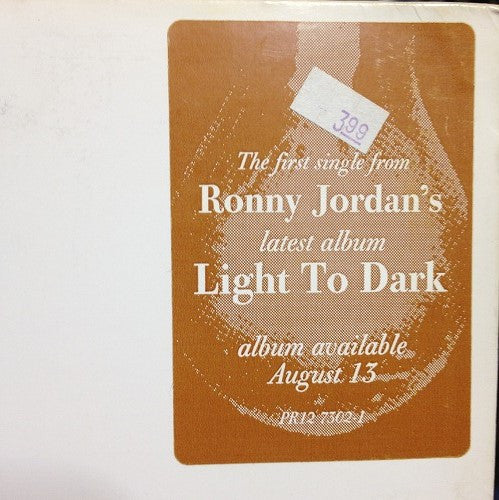 399
The first single from
Ronny Jordan's
latest album
Light To Dark
album available
August 13
PR12 7302-1